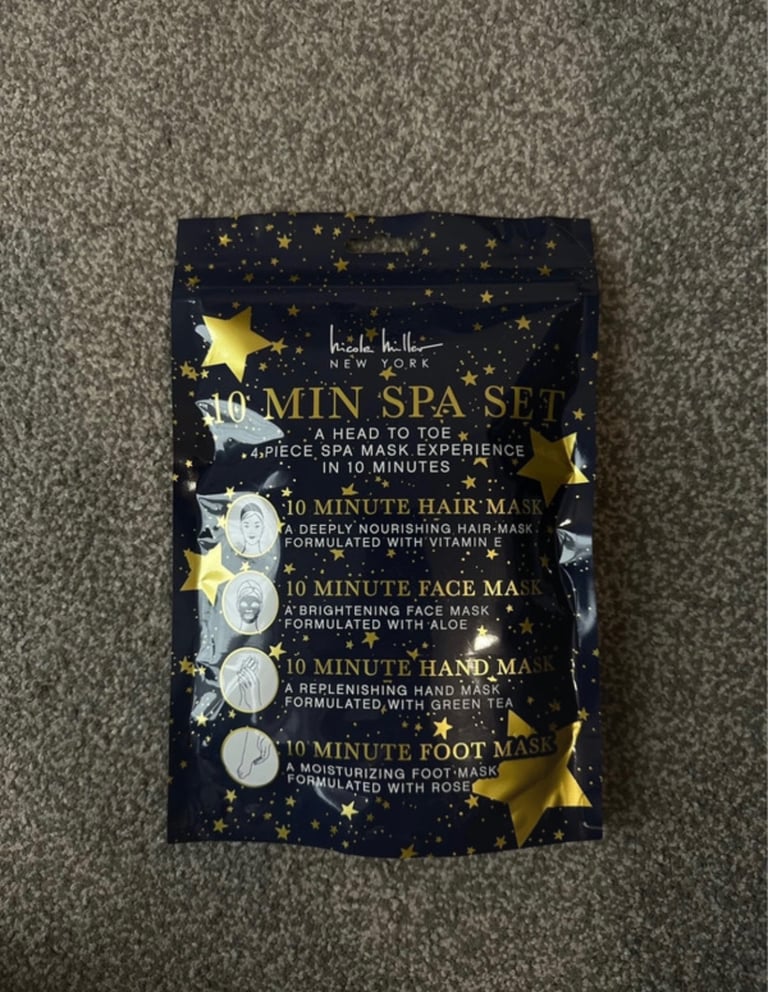 nicole miller
NEW YORK
10 MIN SPA SET
A HEAD TO TOE
4-PIECE SPA MASK EXPERIENCE
IN 10 MINUTES
10 MINUTE HAIR MASK
A DEEPLY NOURISHING HAIR MASK
FORMULATED WITH VITAMIN E
10 MINUTE FACE MASK
A BRIGHTENING FACE MASK
FORMULATED WITH ALOE
10 MINUTE HAND MASK
A REPLENISHING HAND MASK
FORMULATED WITH GREEN TEA
10 MINUTE FOOT MASK
A MOISTURIZING FOOT MASK
FORMULATED WITH ROSE